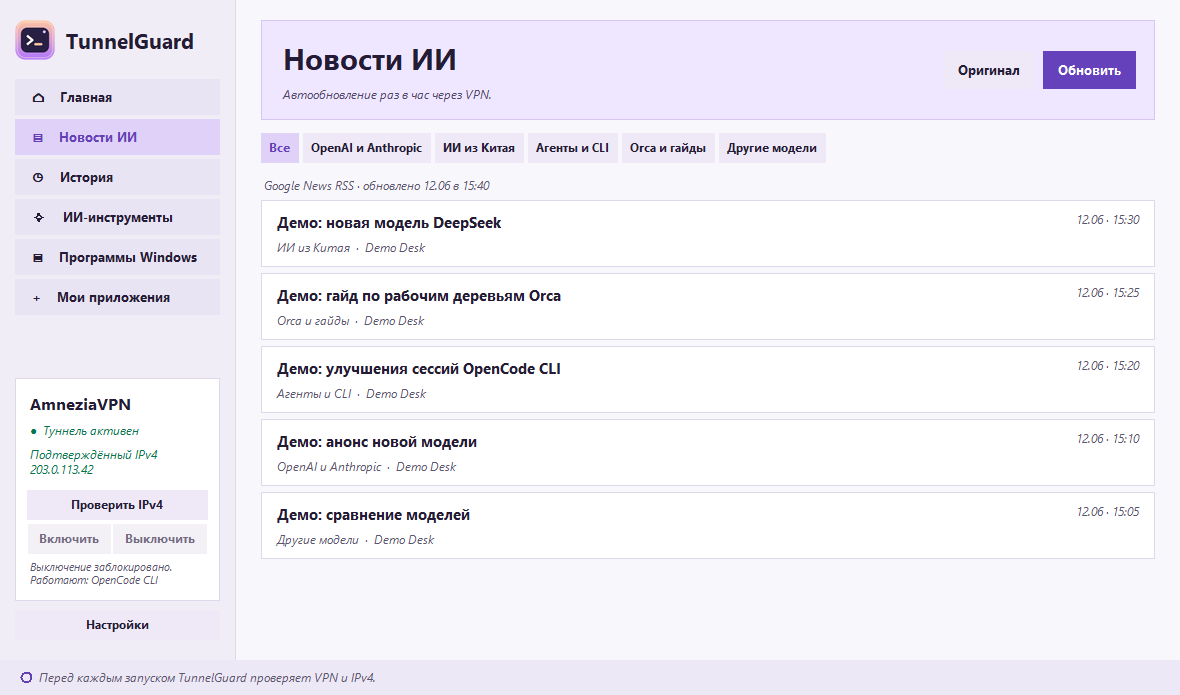 TunnelGuard
Главная
Новости ИИ
История
ИИ-инструменты
Программы Windows
+ Мои приложения
AmneziaVPN
● Туннель активен
Подтверждённый IPv4
203.0.113.42
Проверить IPv4
Включить Выключить
Выключение заблокировано.
Работают: OpenCode CLI
Настройки
Новости ИИ
Автообновление раз в час через VPN.
Оригинал Обновить
Все OpenAI и Anthropic ИИ из Китая Агенты и CLI Orca и гайды Другие модели
Google News RSS · обновлено 12.06 в 15:40
Демо: новая модель DeepSeek 12.06 · 15:30
ИИ из Китая · Demo Desk
Демо: гайд по рабочим деревьям Orca 12.06 · 15:25
Orca и гайды · Demo Desk
Демо: улучшения сессий OpenCode CLI 12.06 · 15:20
Агенты и CLI · Demo Desk
Демо: анонс новой модели 12.06 · 15:10
OpenAI и Anthropic · Demo Desk
Демо: сравнение моделей 12.06 · 15:05
Другие модели · Demo Desk
Перед каждым запуском TunnelGuard проверяет VPN и IPv4.